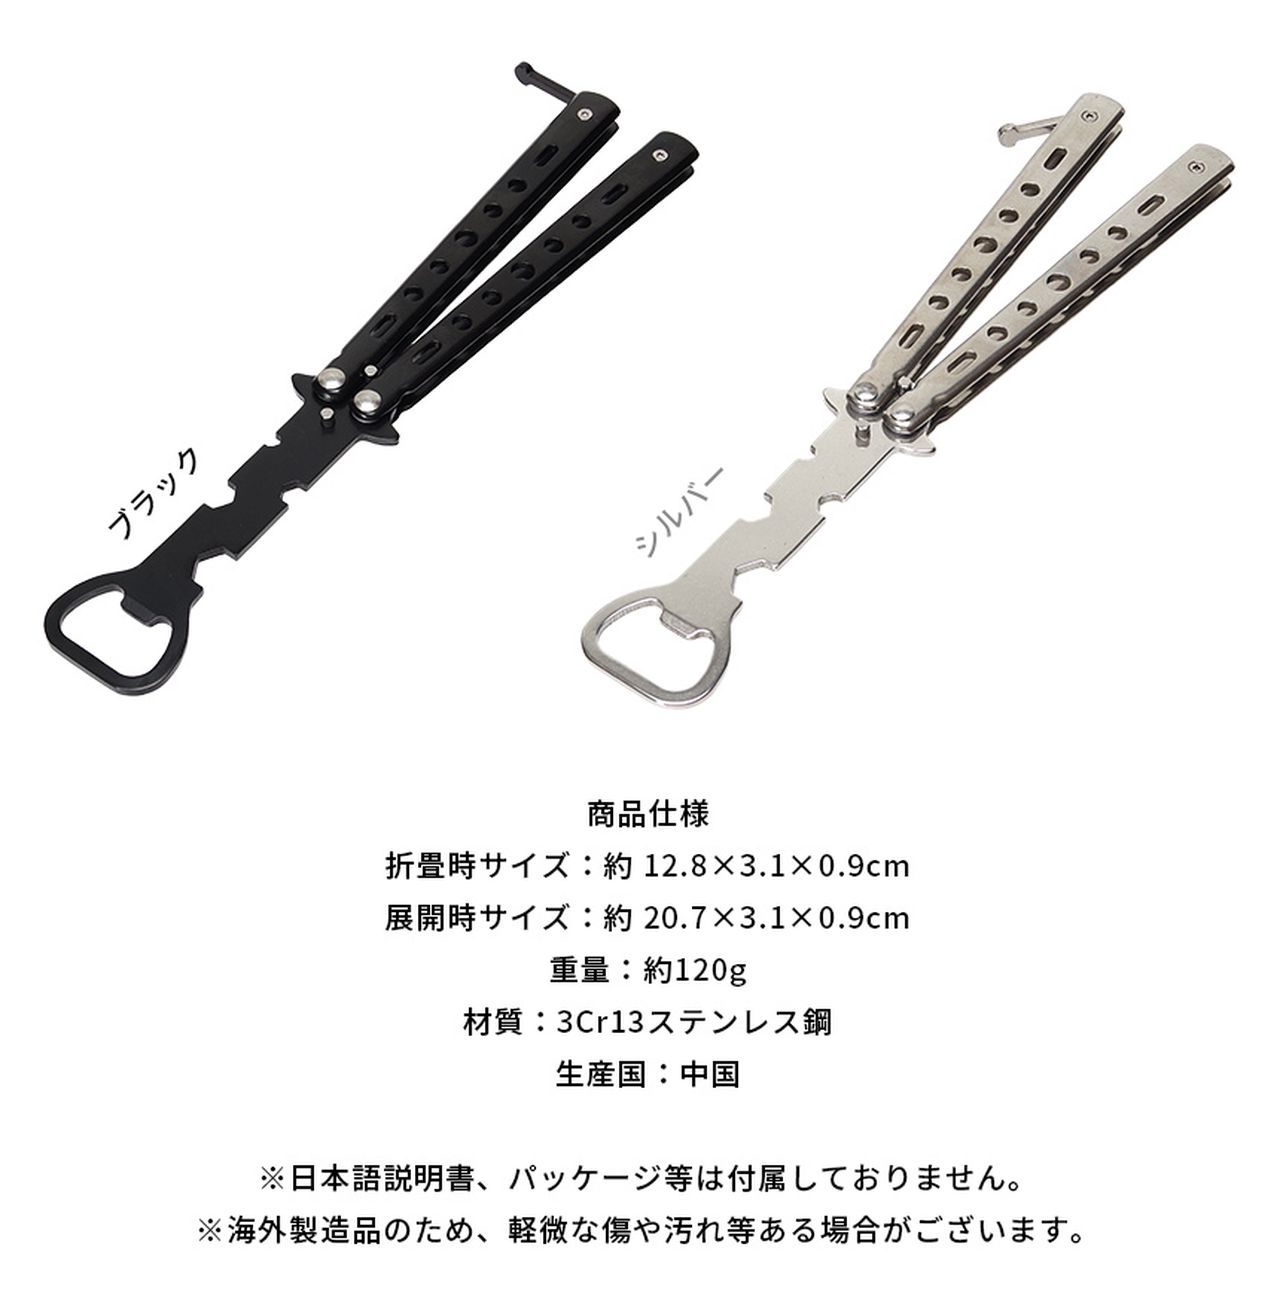 ブラック
シルバー
商品仕様
折畳時サイズ：約 12.8×3.1×0.9cm
展開時サイズ：約 20.7×3.1×0.9cm
重量：約120g
材質：3Cr13ステンレス鋼
生産国：中国
※日本語説明書、パッケージ等は付属しておりません。
※海外製造品のため、軽微な傷や汚れ等ある場合がございます。